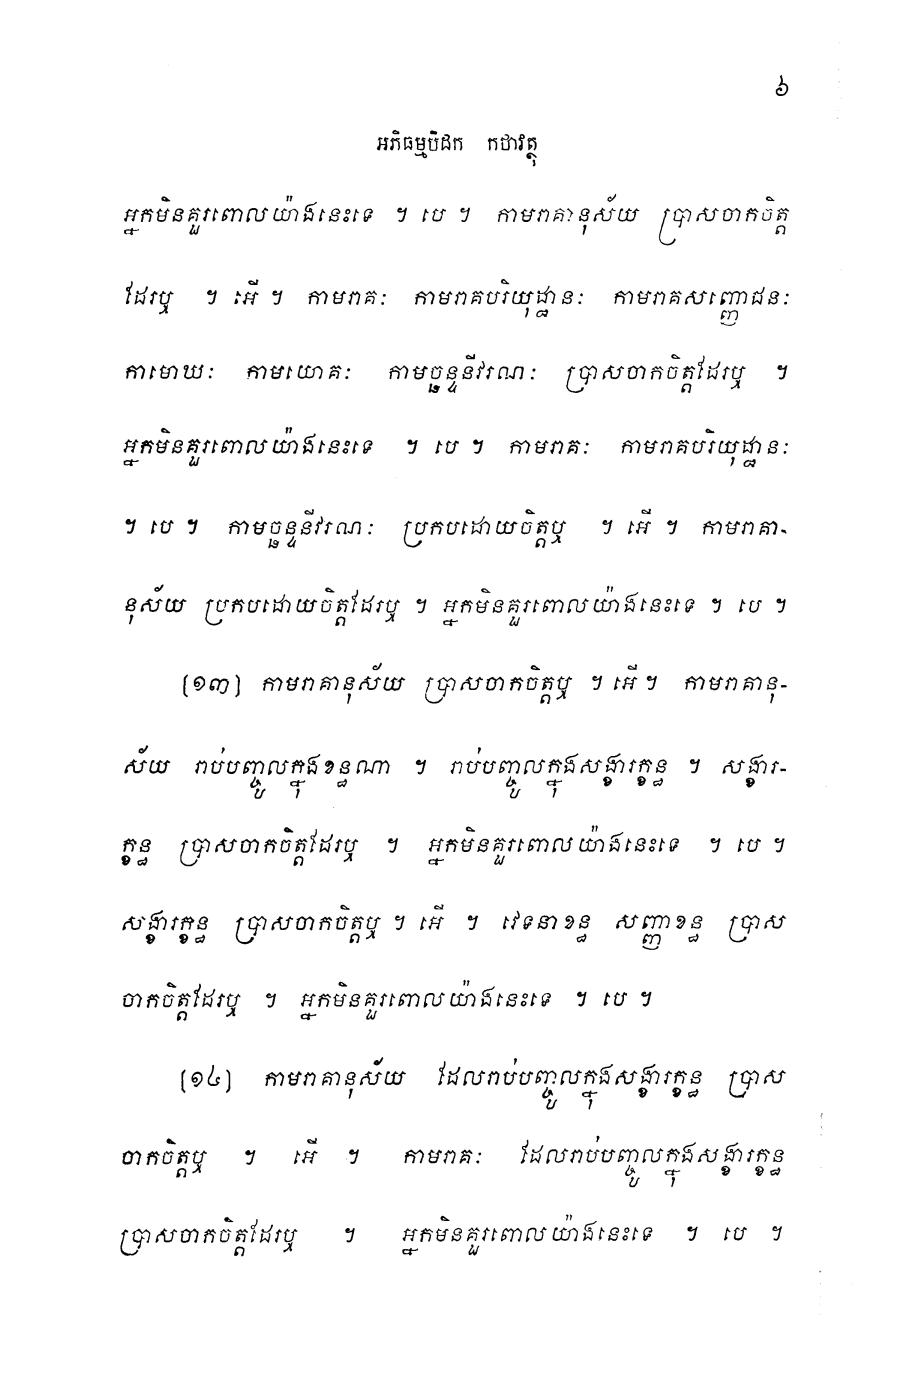 ៦
អភិធម្មបិដក កថាវត្ថុ
អ្នកមិនគួរពោលយ៉ាងនេះទេ ។ បេ ។ កាមរាគានុស័យ ប្រាសចាកចិត្ត
ដែរឬ ។ អើ ។ កាមរាគៈ កាមរាគបរិយុដ្ឋានៈ កាមរាគសញ្ញោជនៈ
កាមោឃៈ កាមយោគៈ កាមច្ឆន្ទនីវរណៈ ប្រាសចាកចិត្តដែរឬ ។
អ្នកមិនគួរពោលយ៉ាងនេះទេ ។ បេ ។ កាមរាគៈ កាមរាគបរិយុដ្ឋានៈ
។ បេ ។ កាមច្ឆន្ទនីវរណៈ ប្រកបដោយចិត្តឬ ។ អើ ។ កាមរាគា-
នុស័យ ប្រកបដោយចិត្តដែរឬ ។ អ្នកមិនគួរពោលយ៉ាងនេះទេ ។ បេ ។
(១៣) កាមរាគានុស័យ ប្រាសចាកចិត្តឬ ។ អើ ។ កាមរាគានុ-
ស័យ រាប់បញ្ចូលក្នុងខន្ធណា ។ រាប់បញ្ចូលក្នុងសង្ខារក្ខន្ធ ។ សង្ខារ-
ក្ខន្ធ ប្រាសចាកចិត្តដែរឬ ។ អ្នកមិនគួរពោលយ៉ាងនេះទេ ។ បេ ។
សង្ខារក្ខន្ធ ប្រាសចាកចិត្តឬ ។ អើ ។ វេទនាខន្ធ សញ្ញាខន្ធ ប្រាស
ចាកចិត្តដែរឬ ។ អ្នកមិនគួរពោលយ៉ាងនេះទេ ។ បេ ។
(១៤) កាមរាគានុស័យ ដែលរាប់បញ្ចូលក្នុងសង្ខារក្ខន្ធ ប្រាស
ចាកចិត្តឬ ។ អើ ។ កាមរាគៈ ដែលរាប់បញ្ចូលក្នុងសង្ខារក្ខន្ធ
ប្រាសចាកចិត្តដែរឬ ។ អ្នកមិនគួរពោលយ៉ាងនេះទេ ។ បេ ។